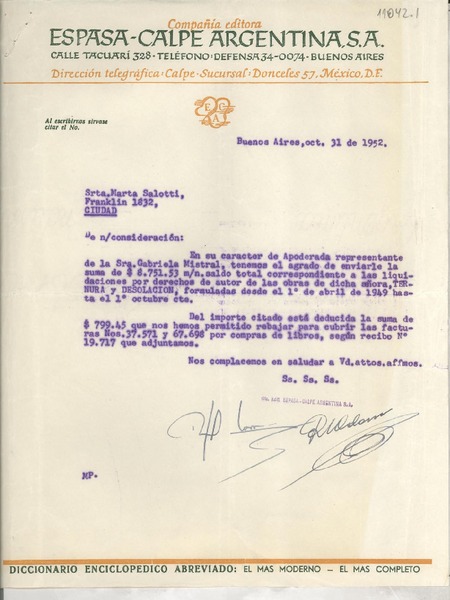 11042.1
Compañía editora
ESPASA-CALPE ARGENTINA, S.A.
CALLE TACUARÍ 328 · TELÉFONO: DEFENSA 34-0074 · BUENOS AIRES
Dirección telegráfica: Calpe · Sucursal: Donceles 57. México, D.F.
ECA
Al escribirnos sírvase
citar el No.
Buenos Aires, oct. 31 de 1952.
Srta. Marta Salotti,
Franklin 1832,
CIUDAD
De n/consideración:
En su caracter de Apoderada representante
de la Sra. Gabriela Mistral, tenemos el agrado de enviarle la
suma de $ 8.751.53 m/n. saldo total correspondiente a las liqui
daciones por derechos de autor de las obras de dicha señora, TER
NURA y DESOLACION, formuladas desde el 1º de abril de 1949 has
ta el 1º octubre cte.
Del importe citado está deducida la suma de
$ 799.45 que nos hemos permitido rebajar para cubrir las factu
ras Nos. 37.571 y 67.698 por compras de libros, según recibo Nº
19.717 que adjuntamos.
Nos complacemos en saludar a Vd. attos. affmos.
Ss. Ss. Ss.
ESPASA-CALPE ARGENTINA S.A.
MP.
DICCIONARIO ENCICLOPEDICO ABREVIADO: EL MAS MODERNO — EL MAS COMPLETO